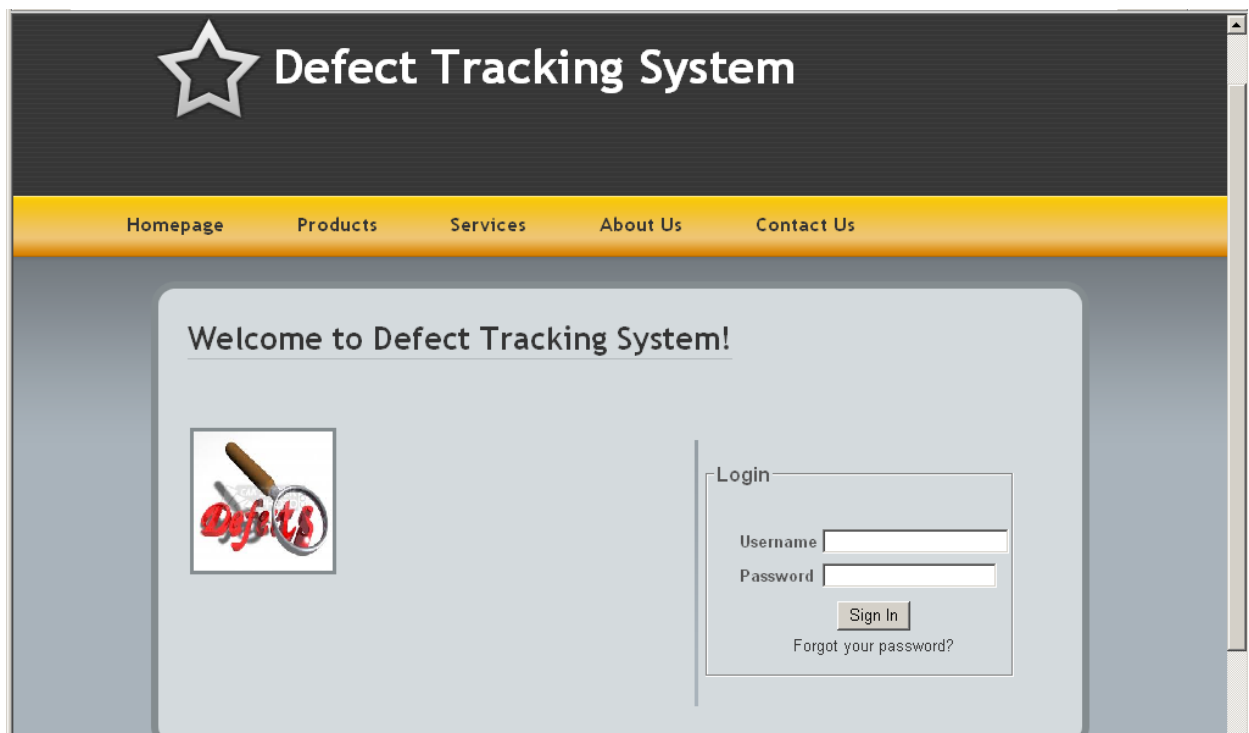 Defect Tracking System
Homepage Products Services About Us Contact Us
Welcome to Defect Tracking System!
Defects
Login
Username
Password
Sign In
Forgot your password?